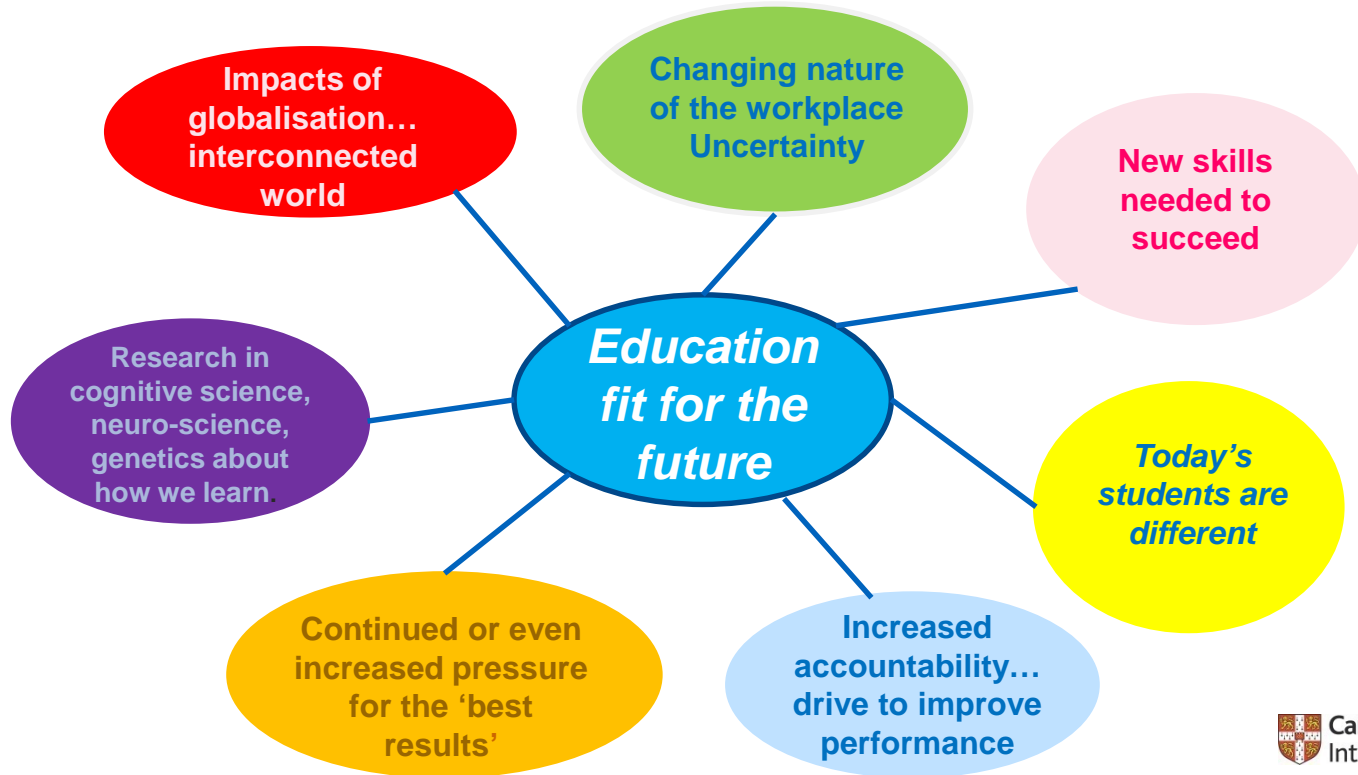 Impacts of
globalisation…
interconnected
world
Changing nature
of the workplace
Uncertainty
New skills
needed to
succeed
Education
fit for the
future
Research in
cognitive science,
neuro-science,
genetics about
how we learn.
Today’s
students are
different
Continued or even
increased pressure
for the ‘best
results’
Increased
accountability…
drive to improve
performance
Ca
Int